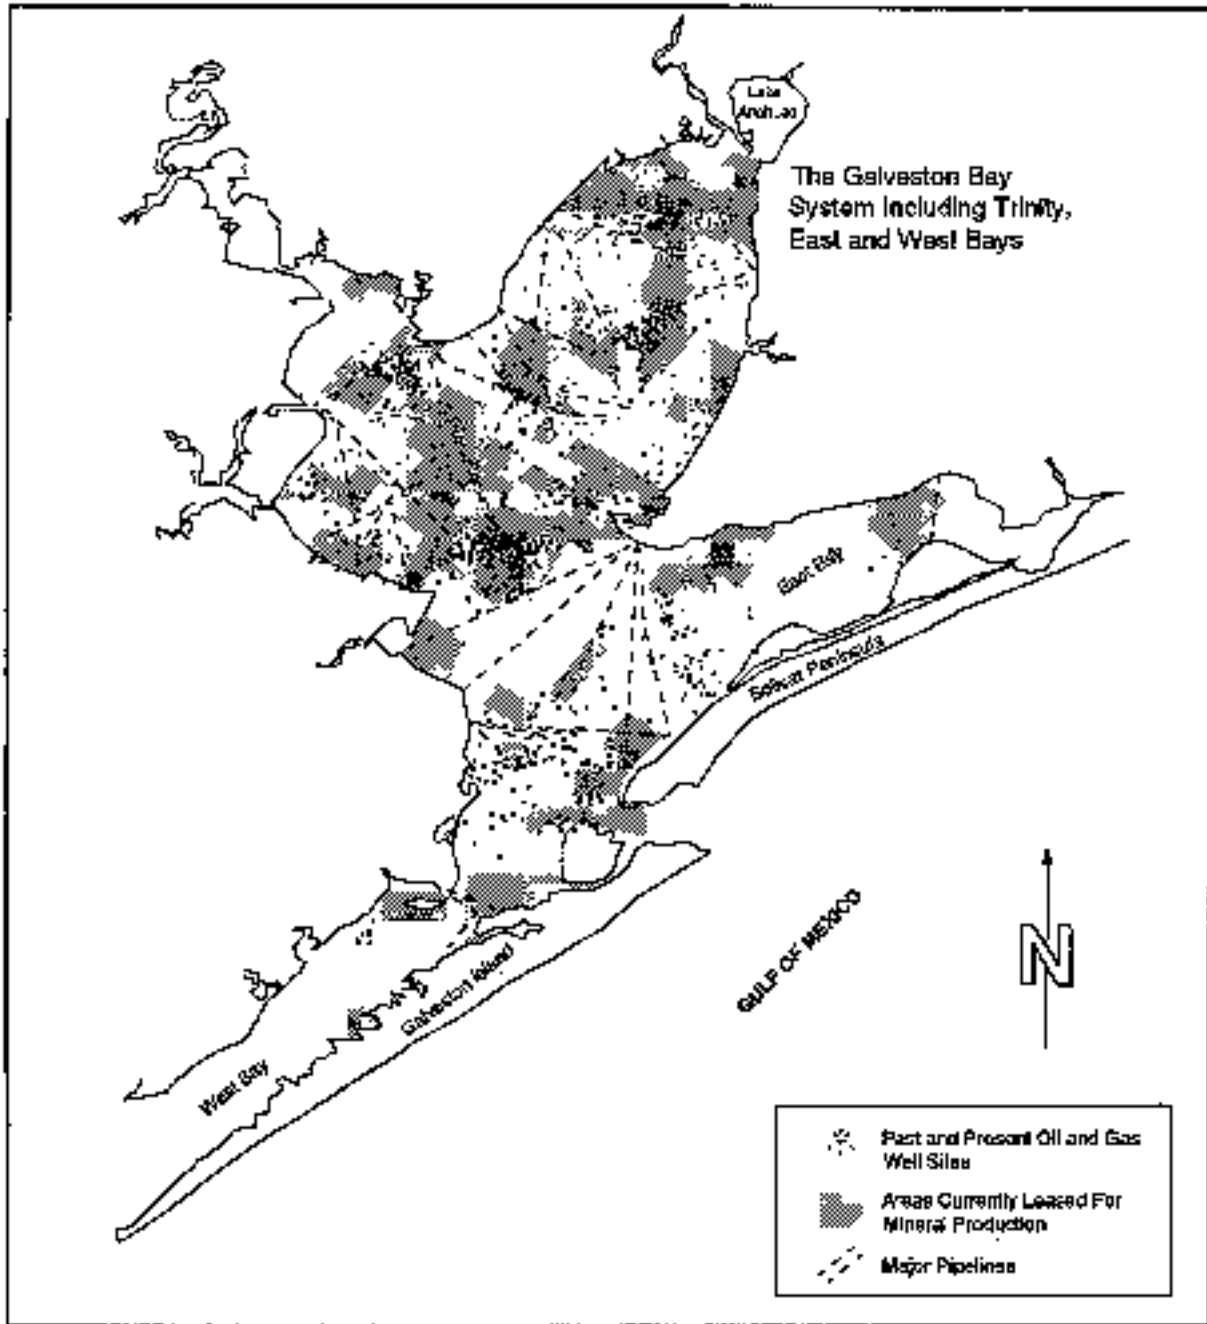 Lake
Anahuac
The Galveston Bay
System Including Trinity,
East and West Bays
East Bay
Bolivar Peninsula
GULF OF MEXICO
N
Galveston Island
West Bay
Past and Present Oil and Gas
Well Sites
Areas Currently Leased For
Mineral Production
Major Pipelines